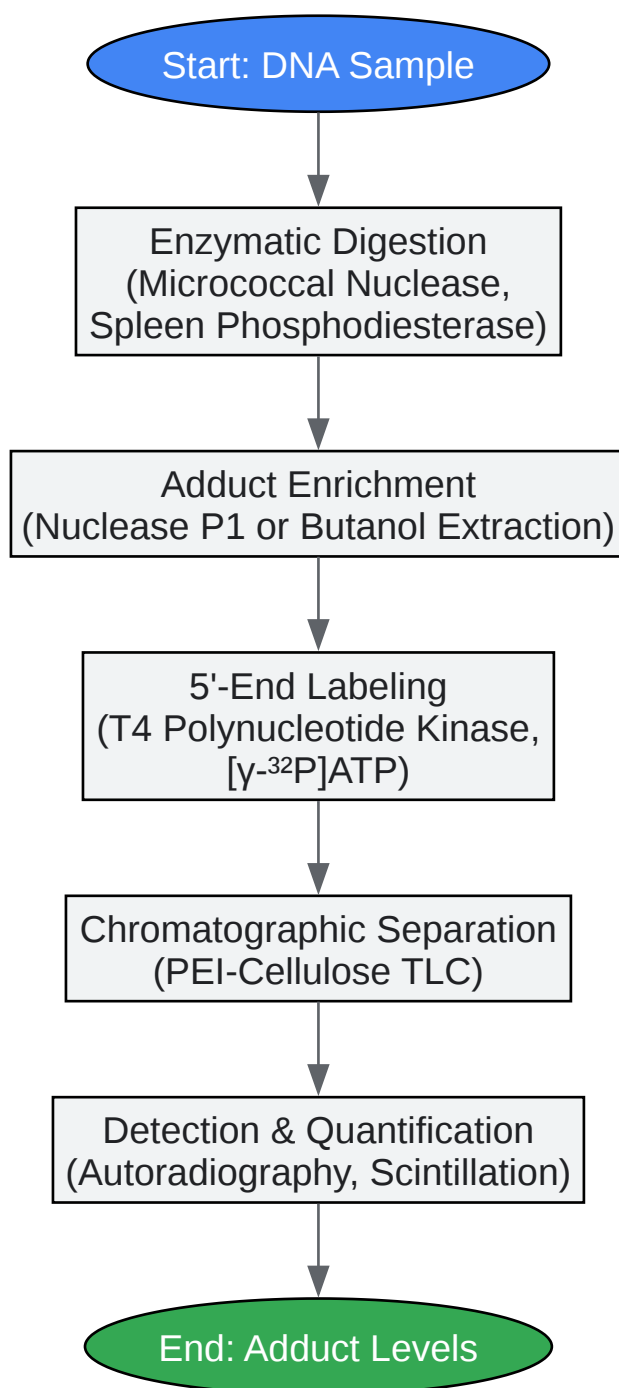 Start: DNA Sample
Enzymatic Digestion
(Micrococcal Nuclease,
Spleen Phosphodiesterase)
Adduct Enrichment
(Nuclease P1 or Butanol Extraction)
5'-End Labeling
(T4 Polynucleotide Kinase,
[γ-³²P]ATP)
Chromatographic Separation
(PEI-Cellulose TLC)
Detection & Quantification
(Autoradiography, Scintillation)
End: Adduct Levels